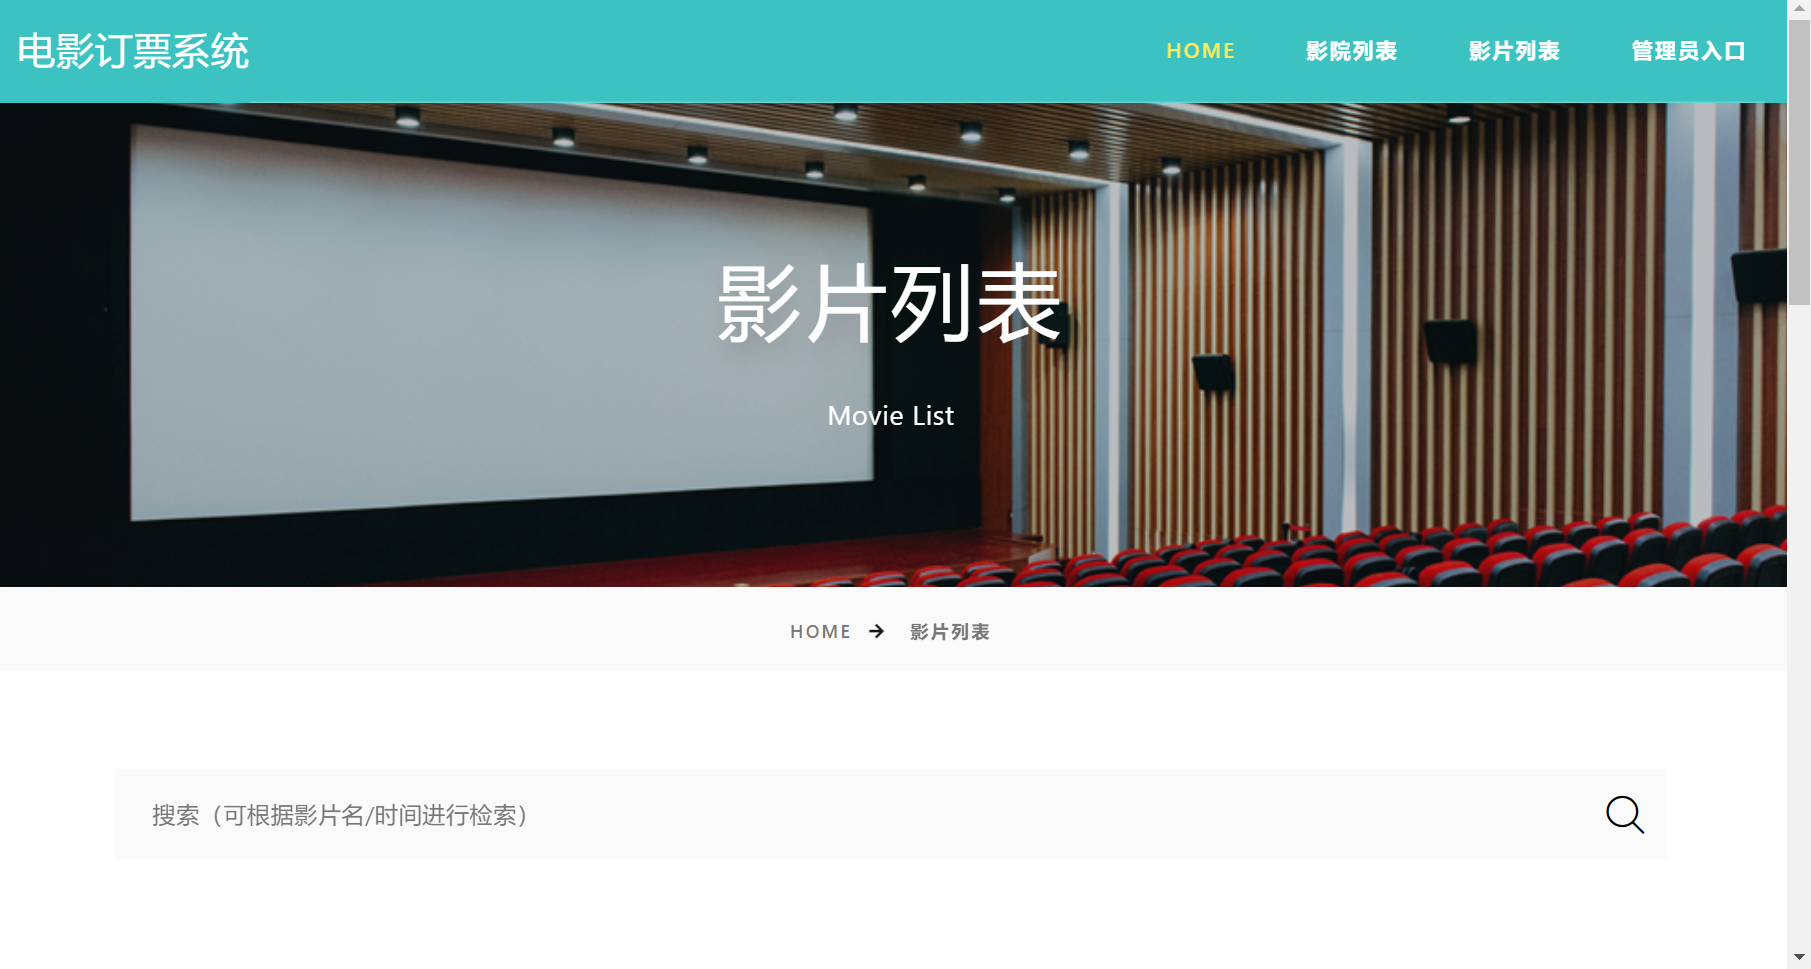 电影订票系统
HOME 影院列表 影片列表 管理员入口
影片列表
Movie List
HOME → 影片列表
搜索（可根据影片名/时间进行检索）